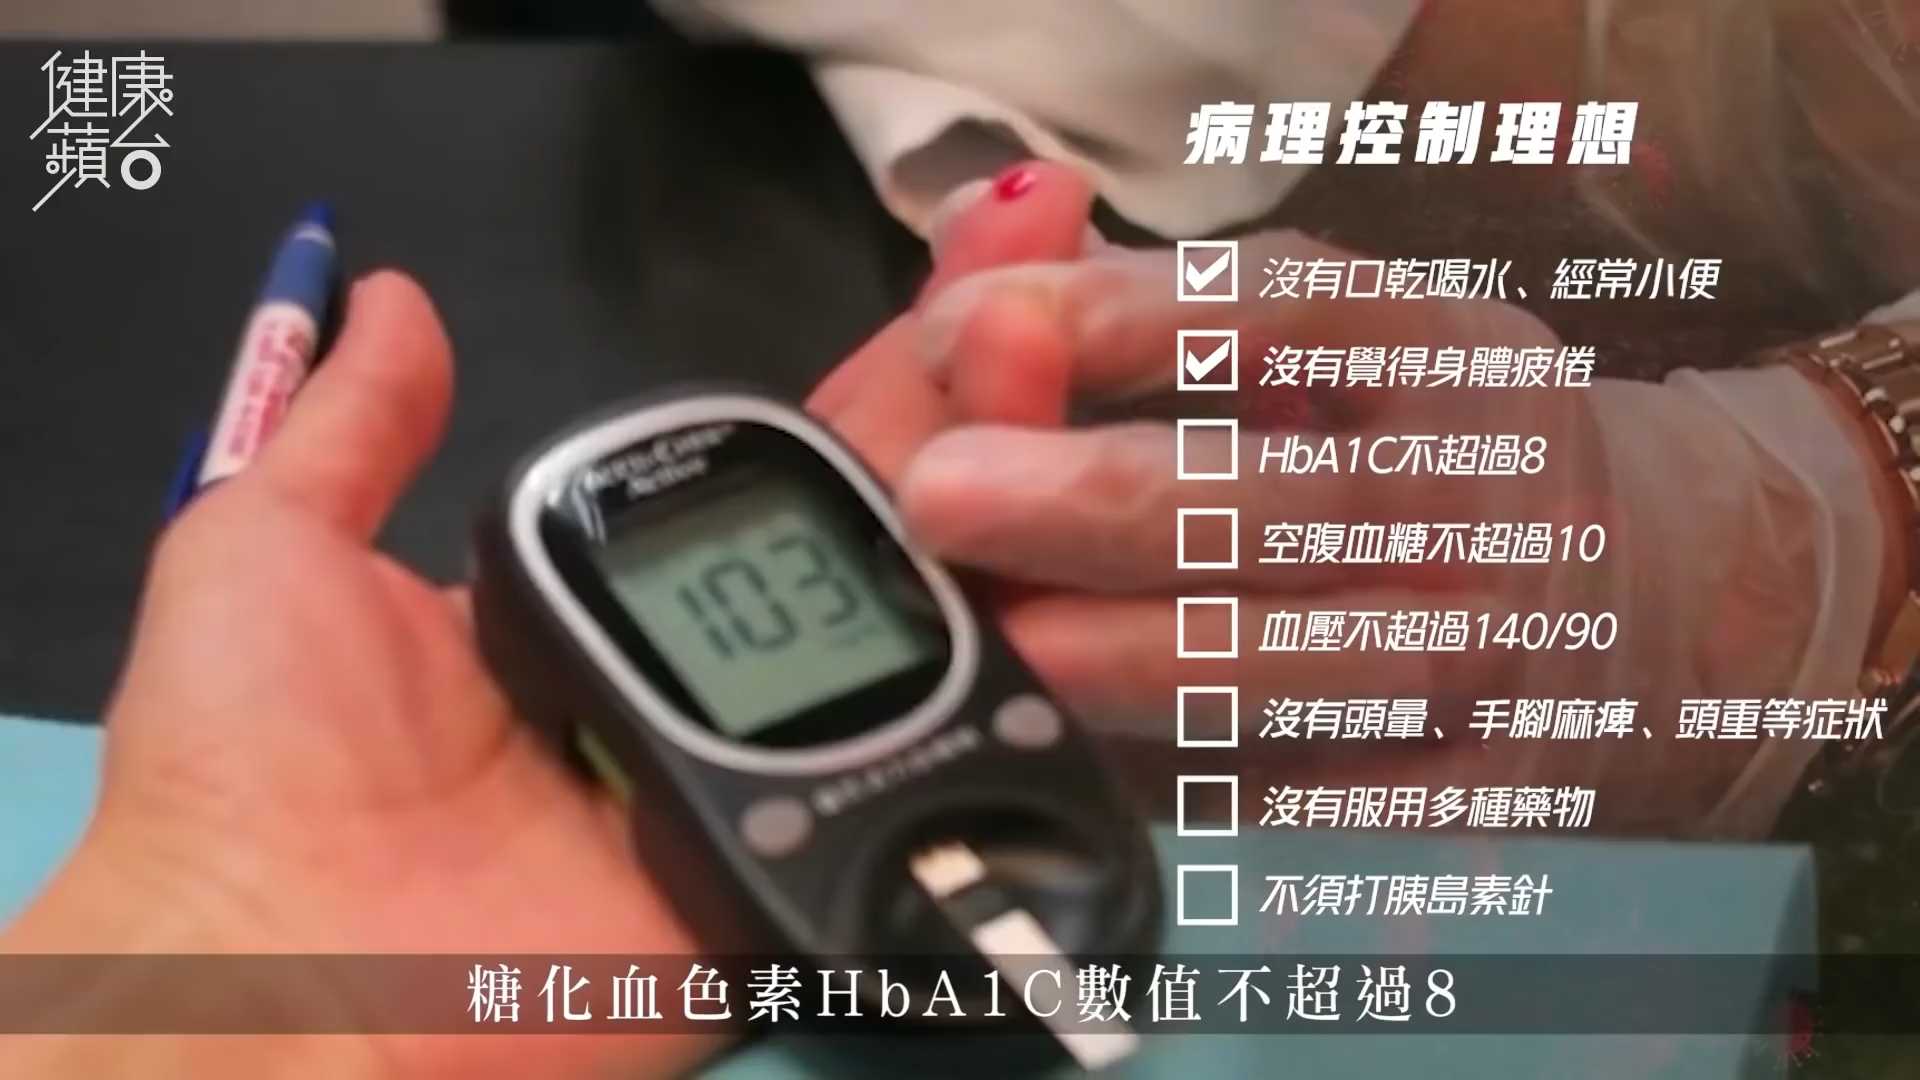 健康
蘋台
病理控制理想
沒有口乾喝水、經常小便
沒有覺得身體疲倦
HbA1C不超過8
空腹血糖不超過10
血壓不超過140/90
沒有頭暈、手腳麻痺、頭重等症狀
沒有服用多種藥物
不須打胰島素針
ACCU-CHEK
Active
103
糖化血色素HbA1C數值不超過8